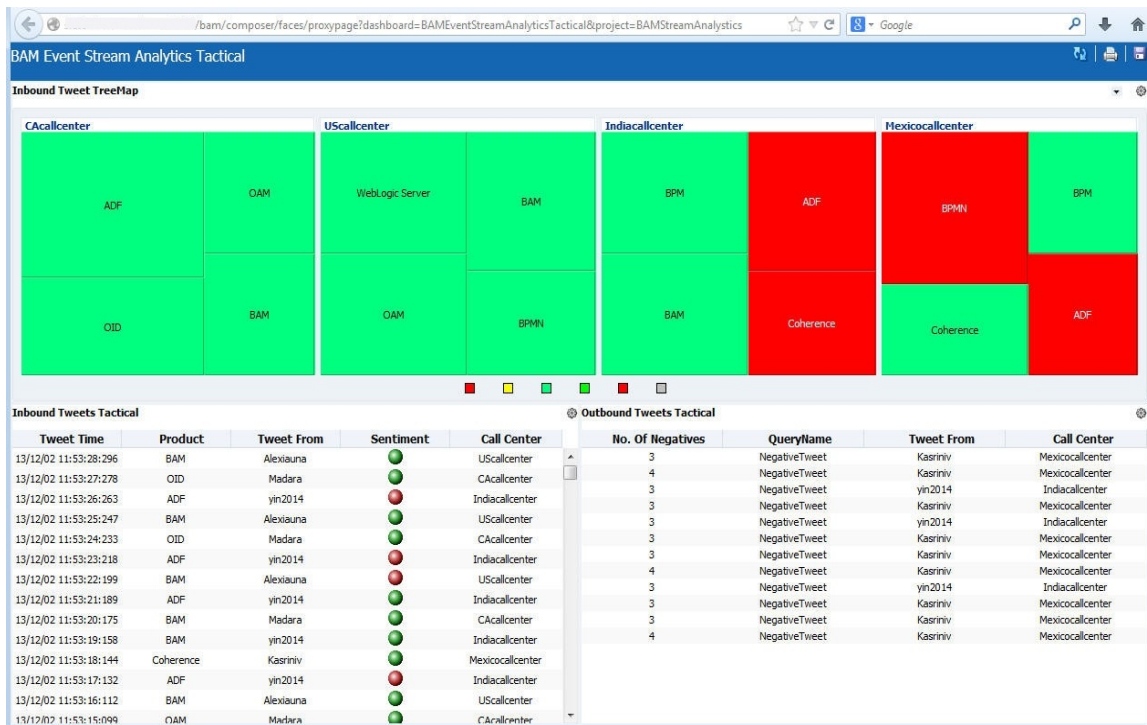 /bam/composer/faces/proxypage?dashboard=BAMEventStreamAnalyticsTactical&project=BAMStreamAnalystics
Google
BAM Event Stream Analytics Tactical
Inbound Tweet TreeMap
CAcallcenter UScallcenter Indiacallcenter Mexicocallcenter
ADF OAM WebLogic Server BAM BPM ADF BPMN BPM
OID BAM OAM BPMN BAM Coherence Coherence ADF
Inbound Tweets Tactical
Tweet Time Product Tweet From Sentiment Call Center
13/12/02 11:53:28:296 BAM Alexiauna UScallcenter
13/12/02 11:53:27:278 OID Madara CAcallcenter
13/12/02 11:53:26:263 ADF yin2014 Indiacallcenter
13/12/02 11:53:25:247 BAM Alexiauna UScallcenter
13/12/02 11:53:24:233 OID Madara CAcallcenter
13/12/02 11:53:23:218 ADF yin2014 Indiacallcenter
13/12/02 11:53:22:199 BAM Alexiauna UScallcenter
13/12/02 11:53:21:189 ADF yin2014 Indiacallcenter
13/12/02 11:53:20:175 BAM Madara CAcallcenter
13/12/02 11:53:19:158 BAM yin2014 Indiacallcenter
13/12/02 11:53:18:144 Coherence Kasriniv Mexicocallcenter
13/12/02 11:53:17:132 ADF yin2014 Indiacallcenter
13/12/02 11:53:16:112 BAM Alexiauna UScallcenter
13/12/02 11:53:15:099 OAM Madara CAcallcenter
Outbound Tweets Tactical
No. Of Negatives QueryName Tweet From Call Center
3 NegativeTweet Kasriniv Mexicocallcenter
4 NegativeTweet Kasriniv Mexicocallcenter
3 NegativeTweet yin2014 Indiacallcenter
3 NegativeTweet Kasriniv Mexicocallcenter
3 NegativeTweet yin2014 Indiacallcenter
3 NegativeTweet Kasriniv Mexicocallcenter
3 NegativeTweet Kasriniv Mexicocallcenter
4 NegativeTweet Kasriniv Mexicocallcenter
3 NegativeTweet yin2014 Indiacallcenter
3 NegativeTweet Kasriniv Mexicocallcenter
3 NegativeTweet Kasriniv Mexicocallcenter
4 NegativeTweet Kasriniv Mexicocallcenter